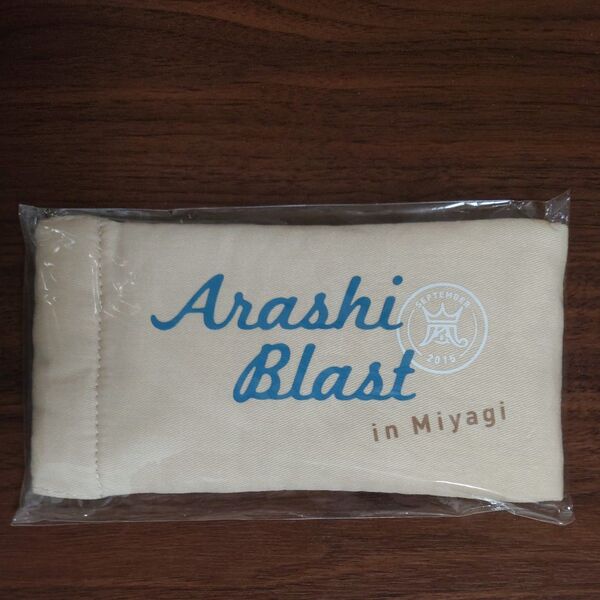 Arashi
Blast
SEPTEMBER
嵐
2015
in Miyagi